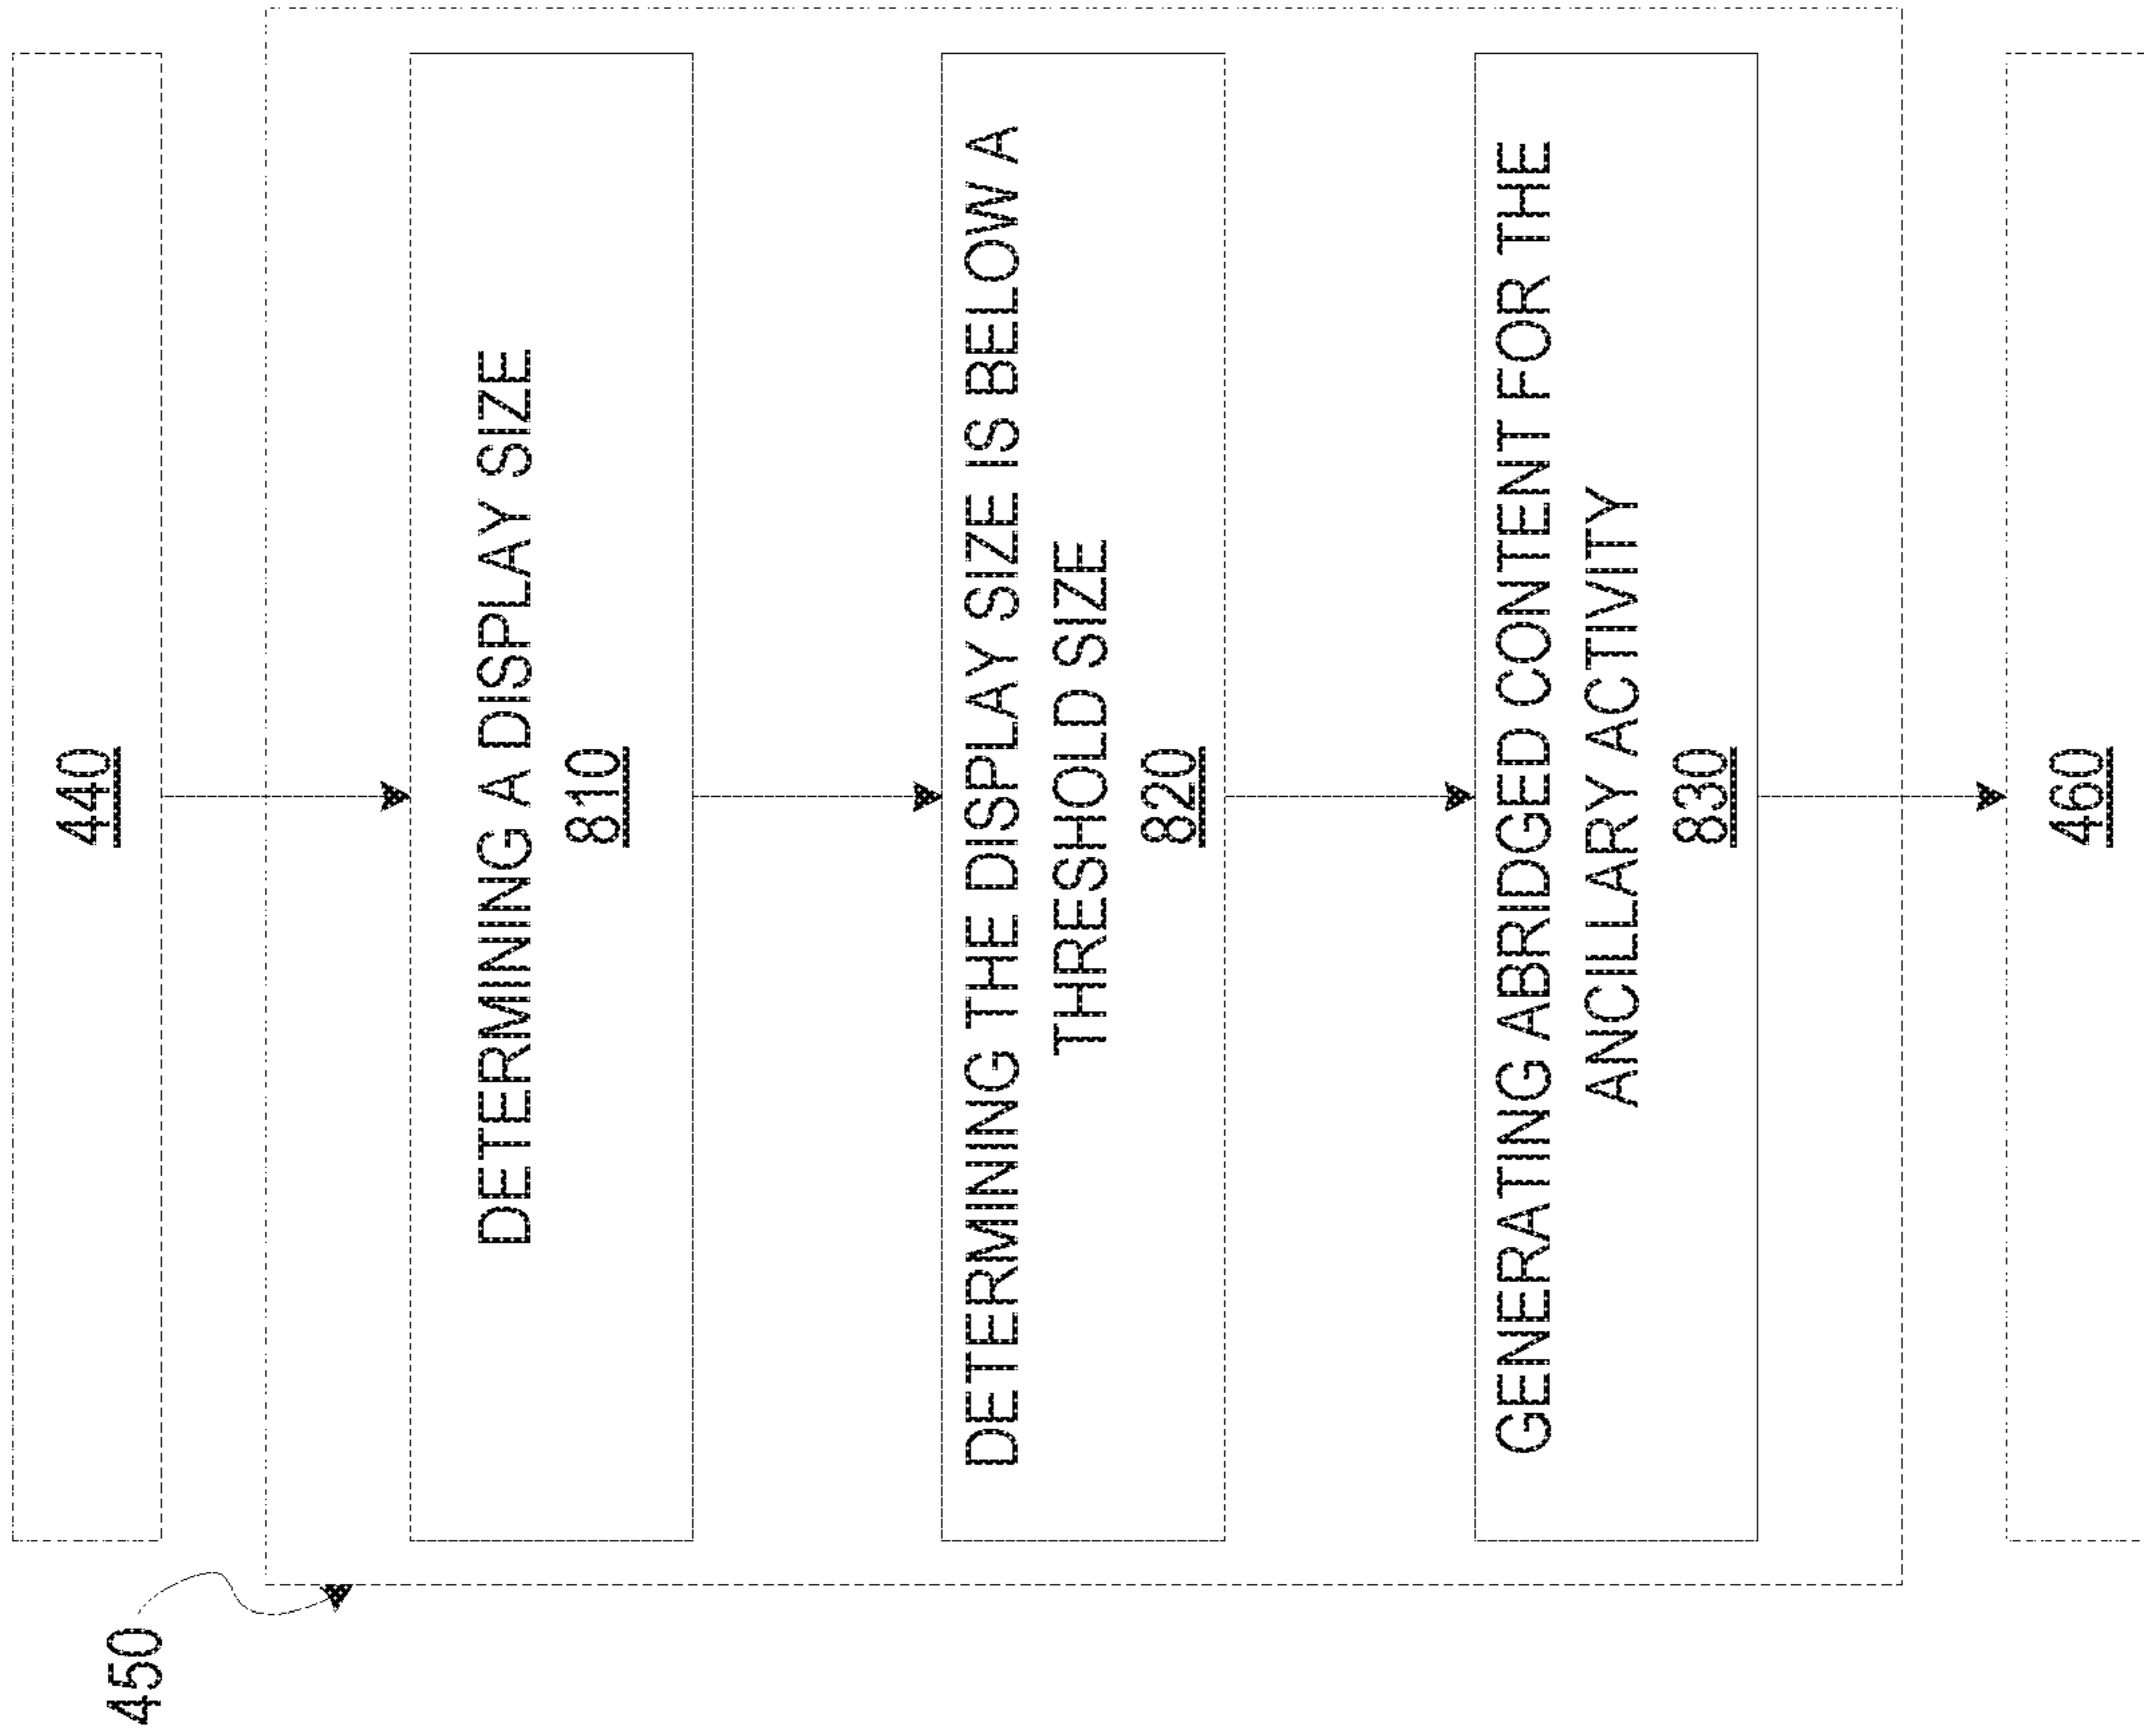 440
450
DETERMINING A DISPLAY SIZE
810
DETERMINING THE DISPLAY SIZE IS BELOW A
THRESHOLD SIZE
820
GENERATING ABRIDGED CONTENT FOR THE
ANCILLARY ACTIVITY
830
460